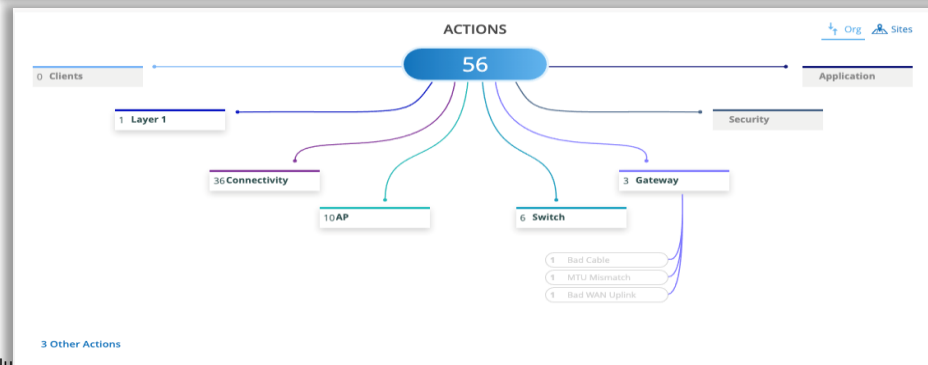 ACTIONS
Org
Sites
56
0 Clients
Application
1 Layer 1
Security
36 Connectivity
3 Gateway
10 AP
6 Switch
1 Bad Cable
1 MTU Mismatch
1 Bad WAN Uplink
3 Other Actions